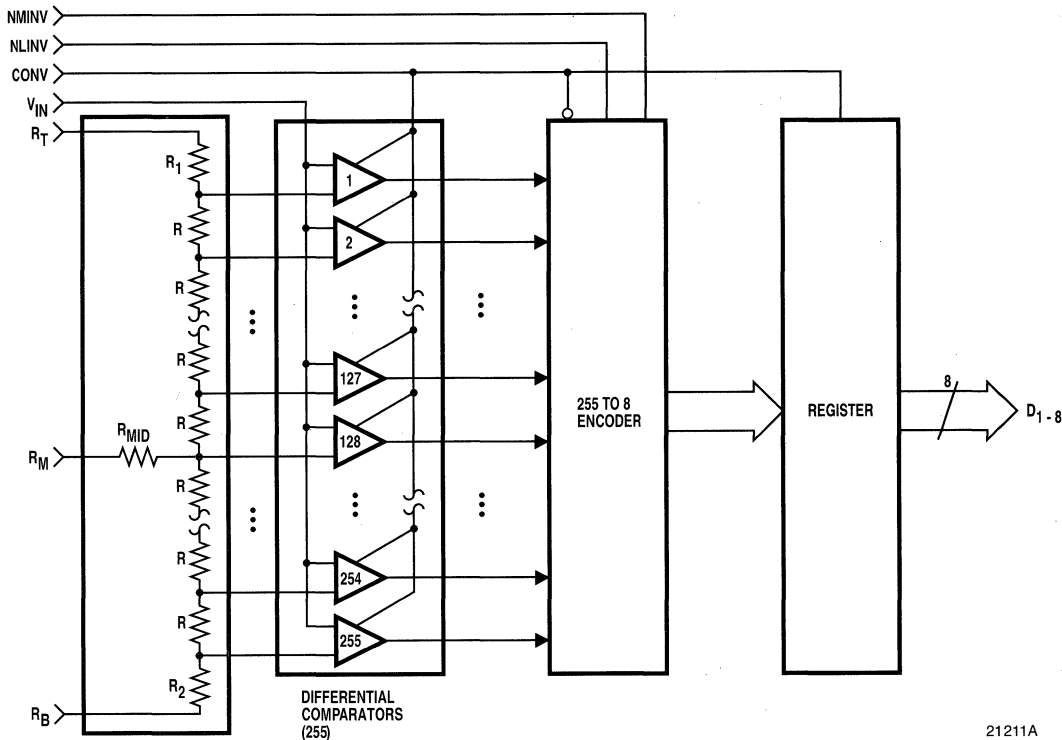 NMINV
NLINV
CONV
VIN
RT
R1
1
R
2
R
R
127
R
128
RMID
RM
R
R
254
R
255
R2
RB
255 TO 8
ENCODER
REGISTER
8
D1 - 8
DIFFERENTIAL
COMPARATORS
(255)
21211A